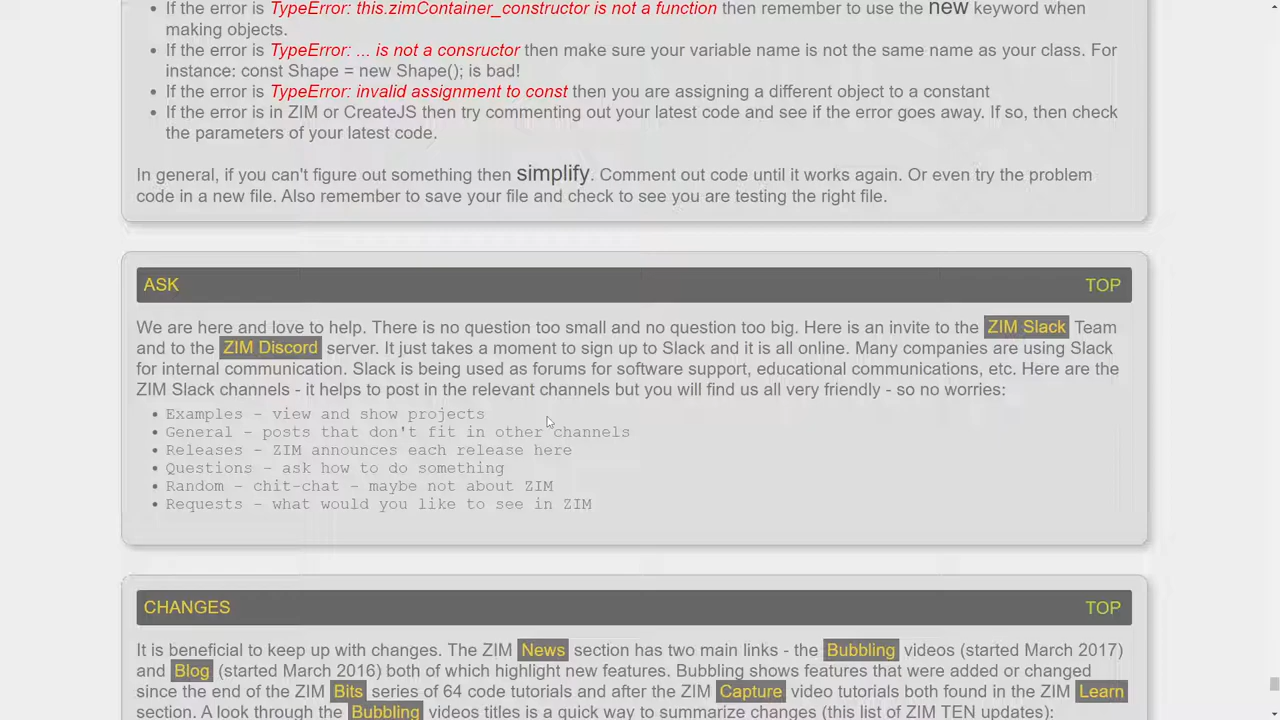 If the error is TypeError: this.zimContainer_constructor is not a function then remember to use the new keyword when
making objects.
If the error is TypeError: ... is not a consructor then make sure your variable name is not the same name as your class. For
instance: const Shape = new Shape(); is bad!
If the error is TypeError: invalid assignment to const then you are assigning a different object to a constant
If the error is in ZIM or CreateJS then try commenting out your latest code and see if the error goes away. If so, then check
the parameters of your latest code.
In general, if you can't figure out something then simplify. Comment out code until it works again. Or even try the problem
code in a new file. Also remember to save your file and check to see you are testing the right file.
ASK TOP
We are here and love to help. There is no question too small and no question too big. Here is an invite to the ZIM Slack Team
and to the ZIM Discord server. It just takes a moment to sign up to Slack and it is all online. Many companies are using Slack
for internal communication. Slack is being used as forums for software support, educational communications, etc. Here are the
ZIM Slack channels - it helps to post in the relevant channels but you will find us all very friendly - so no worries:
Examples - view and show projects
General - posts that don't fit in other channels
Releases - ZIM announces each release here
Questions - ask how to do something
Random - chit-chat - maybe not about ZIM
Requests - what would you like to see in ZIM
CHANGES TOP
It is beneficial to keep up with changes. The ZIM News section has two main links - the Bubbling videos (started March 2017)
and Blog (started March 2016) both of which highlight new features. Bubbling shows features that were added or changed
since the end of the ZIM Bits series of 64 code tutorials and after the ZIM Capture video tutorials both found in the ZIM Learn
section. A look through the Bubbling videos titles is a quick way to summarize changes (this list of ZIM TEN updates):